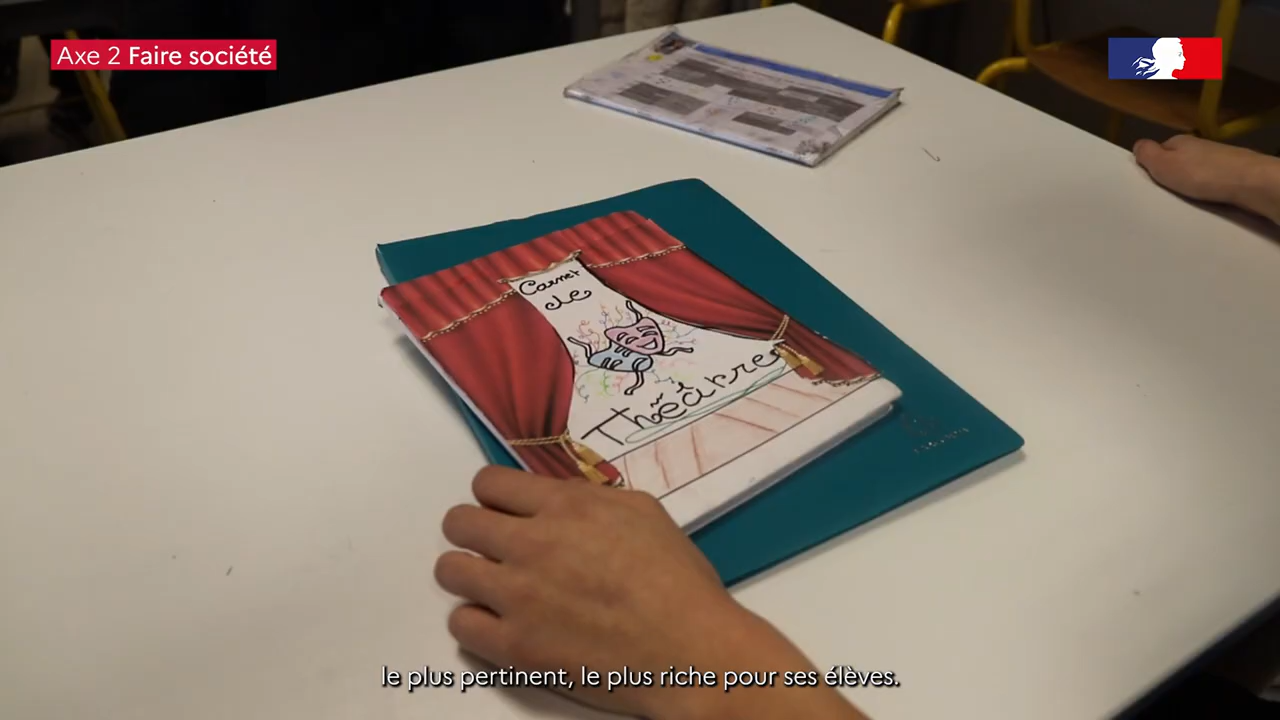 Axe 2 Faire société
Carnet
de
Théâtre
le plus pertinent, le plus riche pour ses élèves.